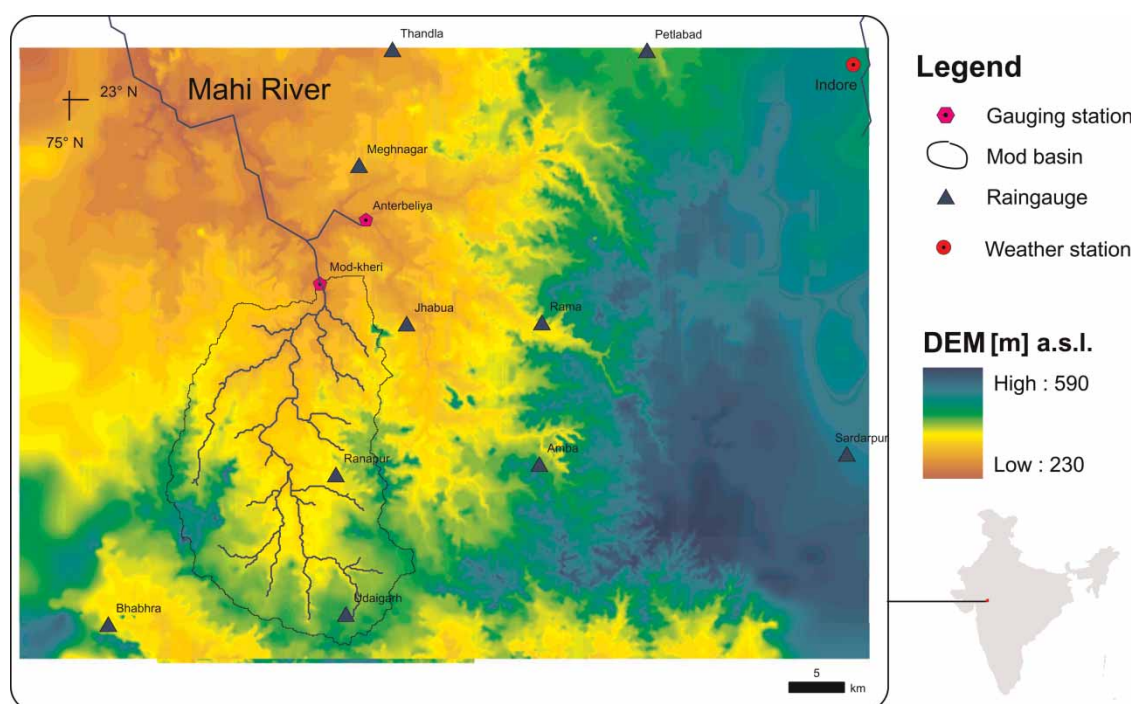 Thandla
Petlabad
Mahi River
Indore
23° N
75° N
Meghnagar
Anterbeliya
Mod-kheri
Jhabua
Rama
Ranapur
Amba
Sardarpur
Bhabhra
Udaigarh
5
km
Legend
Gauging station
Mod basin
Raingauge
Weather station
DEM [m] a.s.l.
High : 590
Low : 230